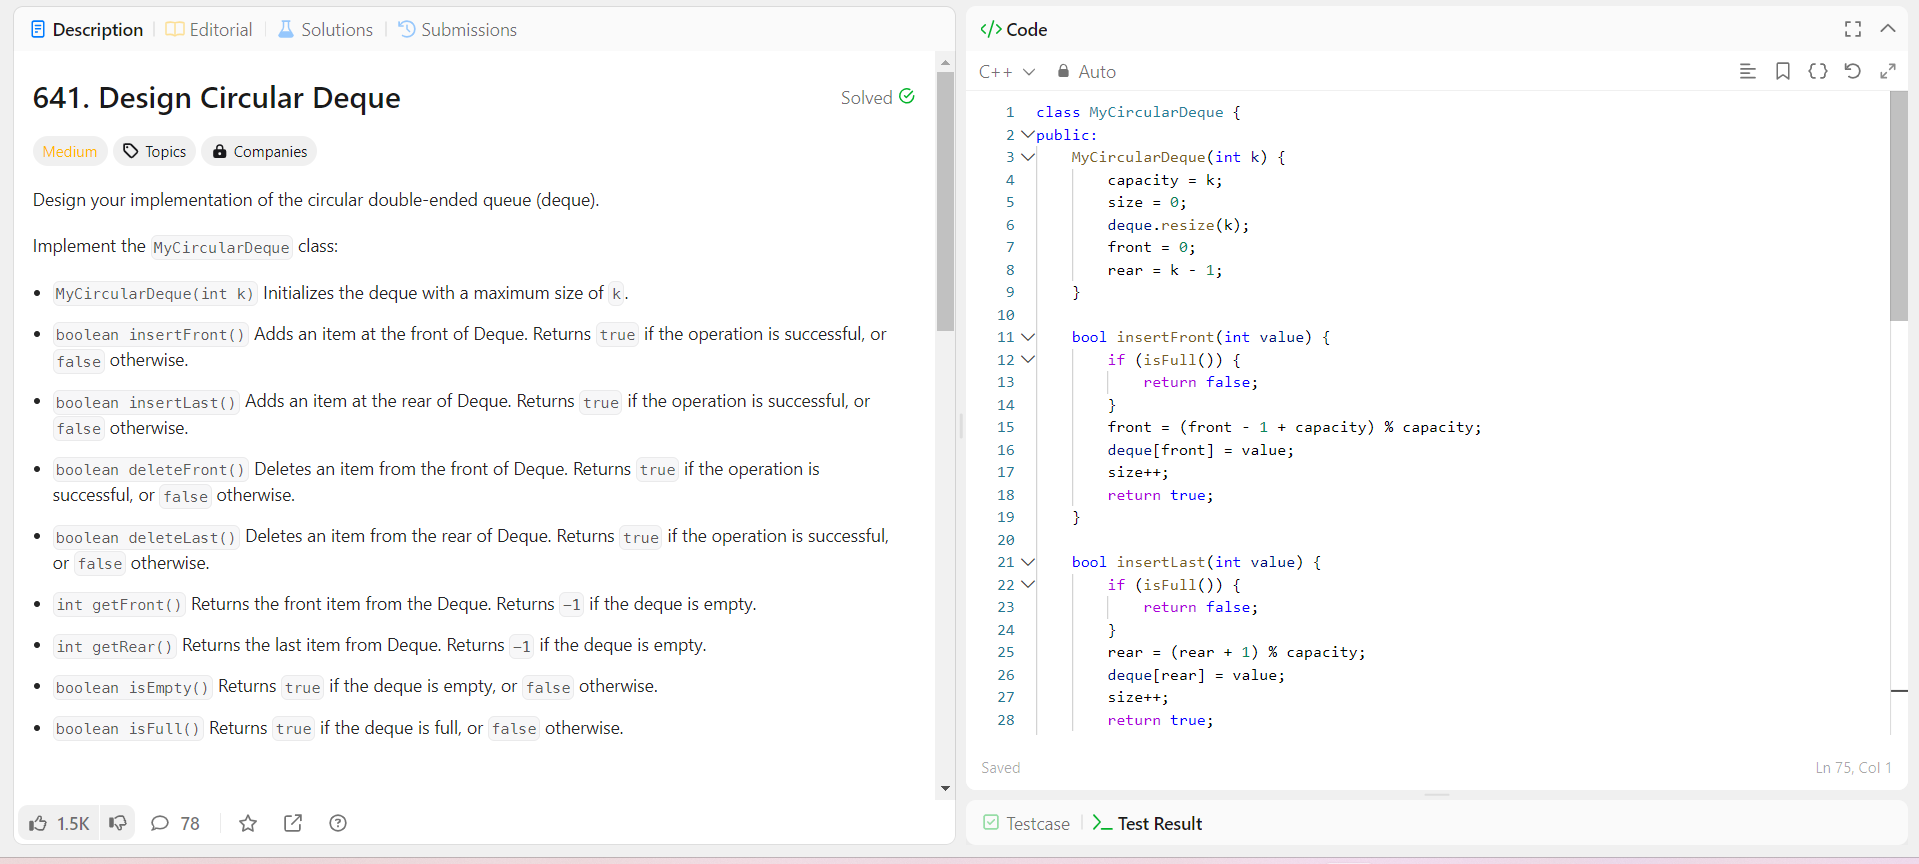 Description
Editorial
Solutions
Submissions
641. Design Circular Deque
Solved
Medium
Topics
Companies
Design your implementation of the circular double-ended queue (deque).
Implement the MyCircularDeque class:
• MyCircularDeque(int k) Initializes the deque with a maximum size of k.
• boolean insertFront() Adds an item at the front of Deque. Returns true if the operation is successful, or
false otherwise.
• boolean insertLast() Adds an item at the rear of Deque. Returns true if the operation is successful, or
false otherwise.
• boolean deleteFront() Deletes an item from the front of Deque. Returns true if the operation is
successful, or false otherwise.
• boolean deleteLast() Deletes an item from the rear of Deque. Returns true if the operation is successful,
or false otherwise.
• int getFront() Returns the front item from the Deque. Returns -1 if the deque is empty.
• int getRear() Returns the last item from Deque. Returns -1 if the deque is empty.
• boolean isEmpty() Returns true if the deque is empty, or false otherwise.
• boolean isFull() Returns true if the deque is full, or false otherwise.
1.5K
78
</> Code
C++
Auto
1 class MyCircularDeque {
2 public:
3     MyCircularDeque(int k) {
4         capacity = k;
5         size = 0;
6         deque.resize(k);
7         front = 0;
8         rear = k - 1;
9     }
10
11     bool insertFront(int value) {
12         if (isFull()) {
13             return false;
14         }
15         front = (front - 1 + capacity) % capacity;
16         deque[front] = value;
17         size++;
18         return true;
19     }
20
21     bool insertLast(int value) {
22         if (isFull()) {
23             return false;
24         }
25         rear = (rear + 1) % capacity;
26         deque[rear] = value;
27         size++;
28         return true;
Saved
Ln 75, Col 1
Testcase
Test Result